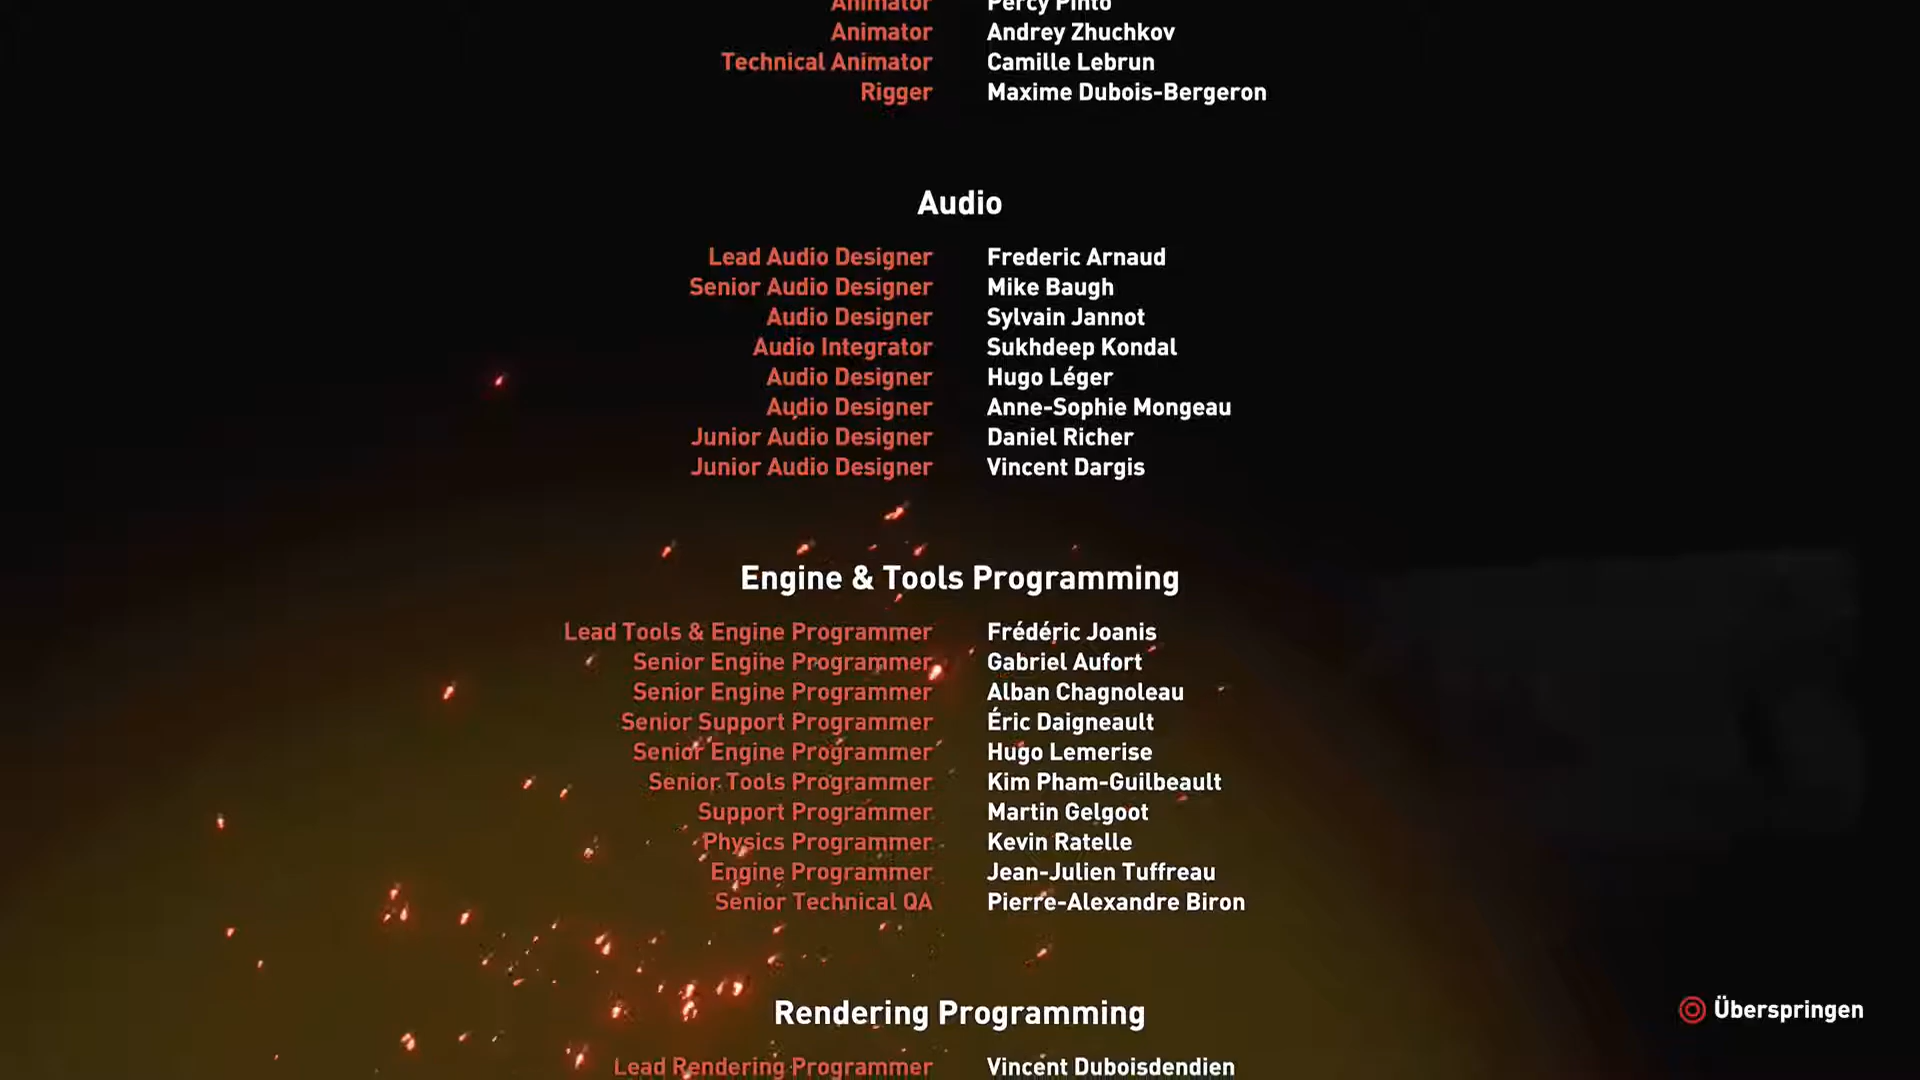 Animator Percy Pinto
Animator Andrey Zhuchkov
Technical Animator Camille Lebrun
Rigger Maxime Dubois-Bergeron
Audio
Lead Audio Designer Frederic Arnaud
Senior Audio Designer Mike Baugh
Audio Designer Sylvain Jannot
Audio Integrator Sukhdeep Kondal
Audio Designer Hugo Léger
Audio Designer Anne-Sophie Mongeau
Junior Audio Designer Daniel Richer
Junior Audio Designer Vincent Dargis
Engine & Tools Programming
Lead Tools & Engine Programmer Frédéric Joanis
Senior Engine Programmer Gabriel Aufort
Senior Engine Programmer Alban Chagnoleau
Senior Support Programmer Éric Daigneault
Senior Engine Programmer Hugo Lemerise
Senior Tools Programmer Kim Pham-Guilbeault
Support Programmer Martin Gelgoot
Physics Programmer Kevin Ratelle
Engine Programmer Jean-Julien Tuffreau
Senior Technical QA Pierre-Alexandre Biron
Rendering Programming
Überspringen
Lead Rendering Programmer Vincent Duboisdendien